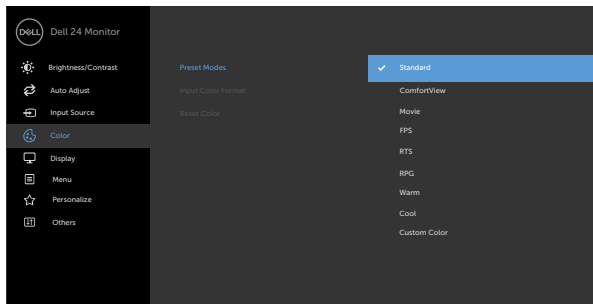 DELL Dell 24 Monitor
Brightness/Contrast
Auto Adjust
Input Source
Color
Display
Menu
Personalize
Others
Preset Modes
Input Color Format
Reset Color
Standard
ComfortView
Movie
FPS
RTS
RPG
Warm
Cool
Custom Color